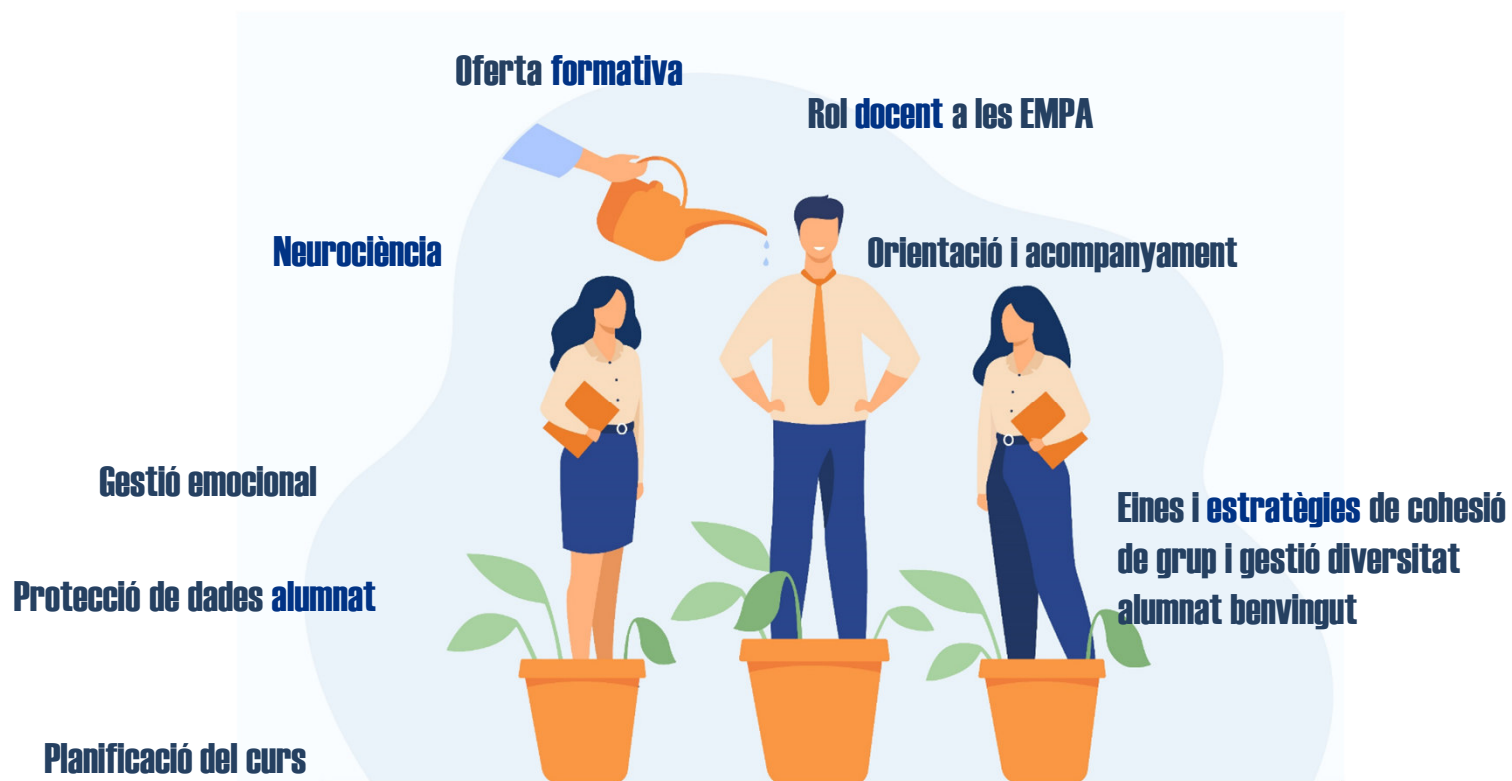 Oferta formativa
Rol docent a les EMPA
Neurociència
Orientació i acompanyament
Gestió emocional
Eines i estratègies de cohesió
de grup i gestió diversitat
alumnat benvingut
Protecció de dades alumnat
Planificació del curs